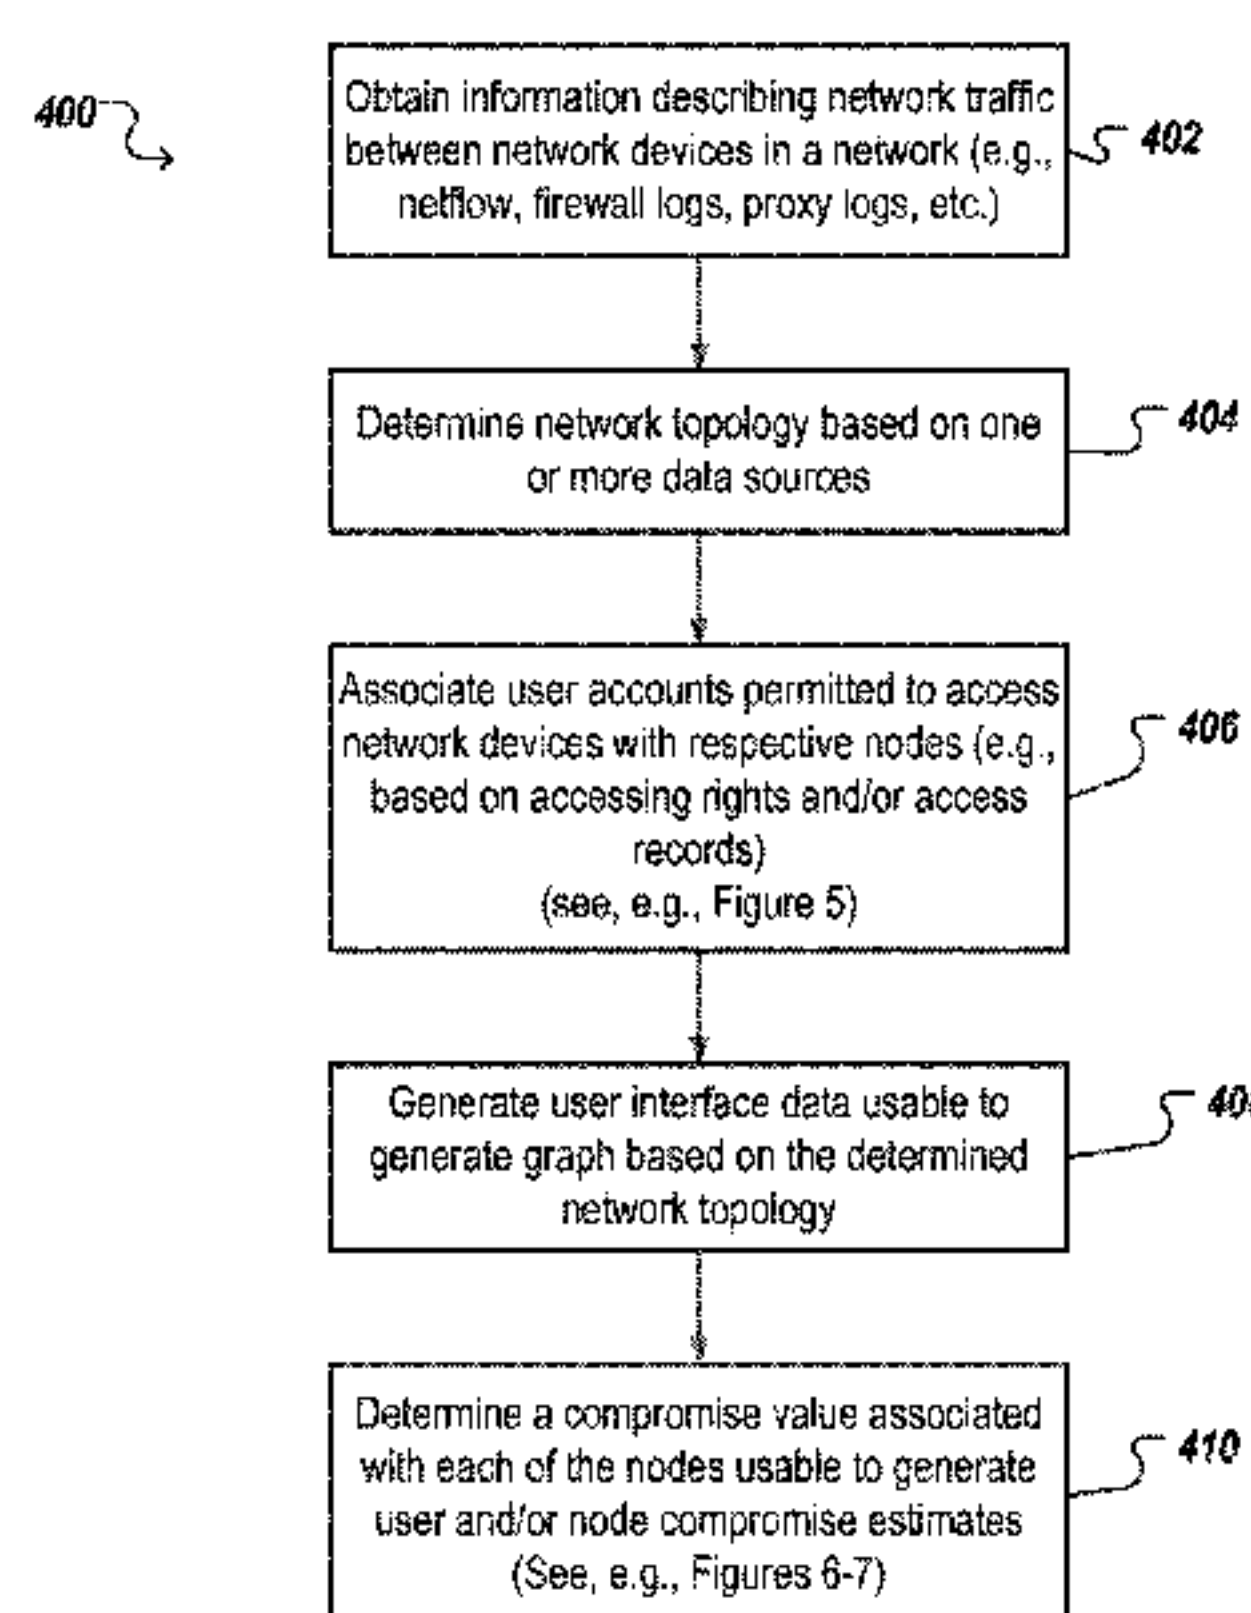 400
Obtain information describing network traffic
between network devices in a network (e.g.,
netflow, firewall logs, proxy logs, etc.)
402
Determine network topology based on one
or more data sources
404
Associate user accounts permitted to access
network devices with respective nodes (e.g.,
based on accessing rights and/or access
records)
(see, e.g., Figure 5)
406
Generate user interface data usable to
generate graph based on the determined
network topology
Determine a compromise value associated
with each of the nodes usable to generate
user and/or node compromise estimates
(See, e.g., Figures 6-7)
410